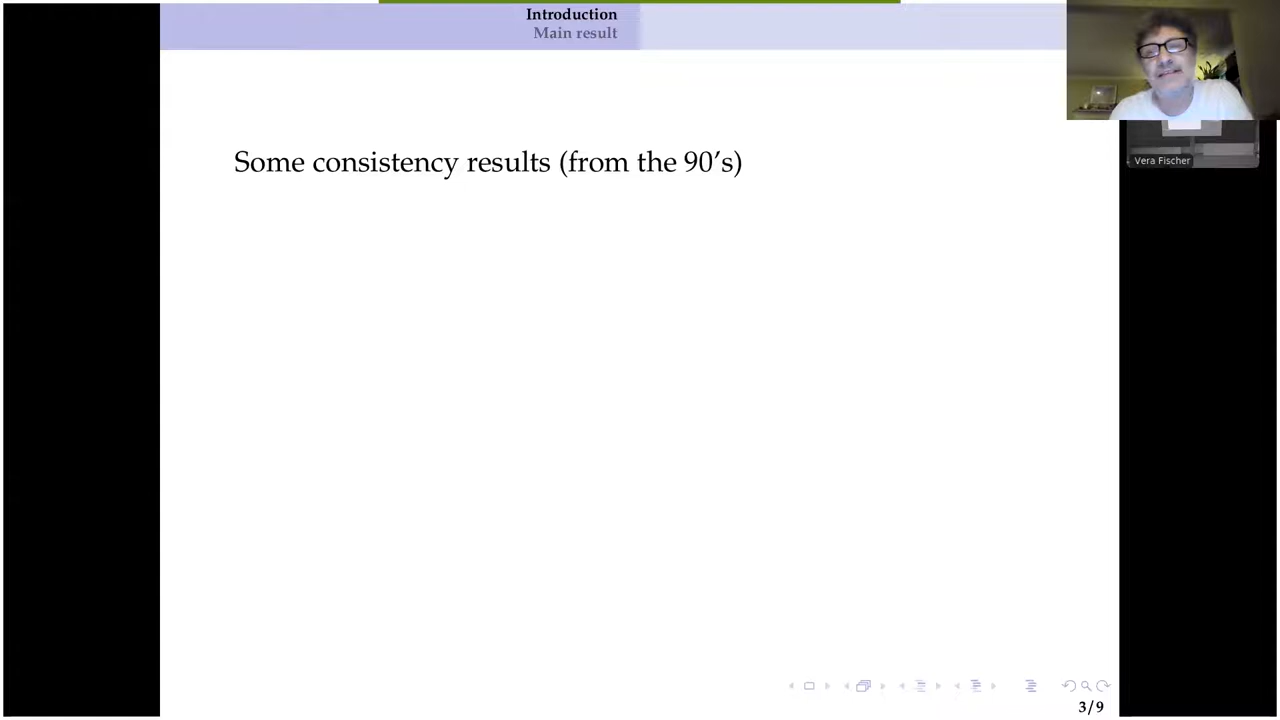 Introduction
Main result
Some consistency results (from the 90's)
Vera Fischer
3/9